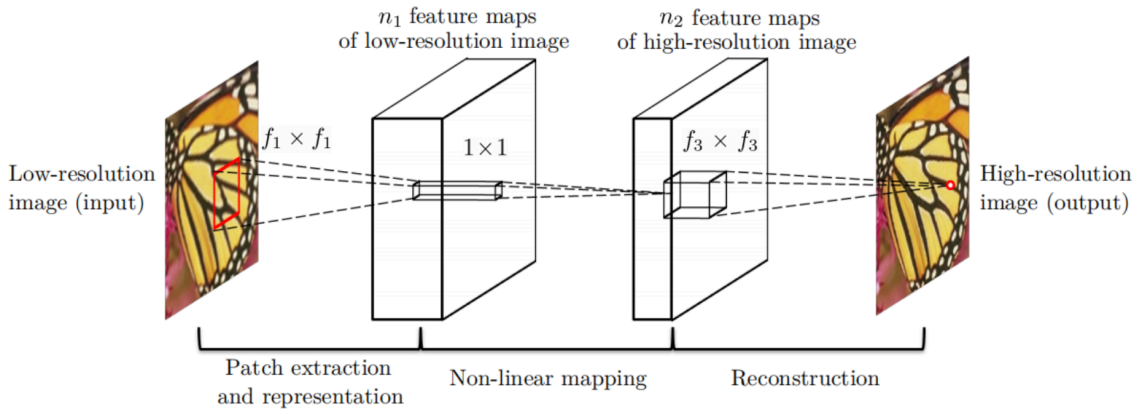 n₁ feature maps
of low-resolution image
n₂ feature maps
of high-resolution image
f₁ × f₁
1×1
f₃ × f₃
Low-resolution
image (input)
High-resolution
image (output)
Patch extraction
and representation
Non-linear mapping
Reconstruction